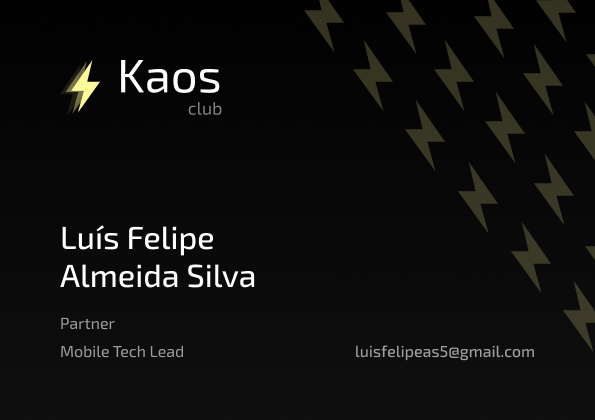 Kaos
club
Luís Felipe
Almeida Silva
Partner
Mobile Tech Lead
luisfelipeas5@gmail.com